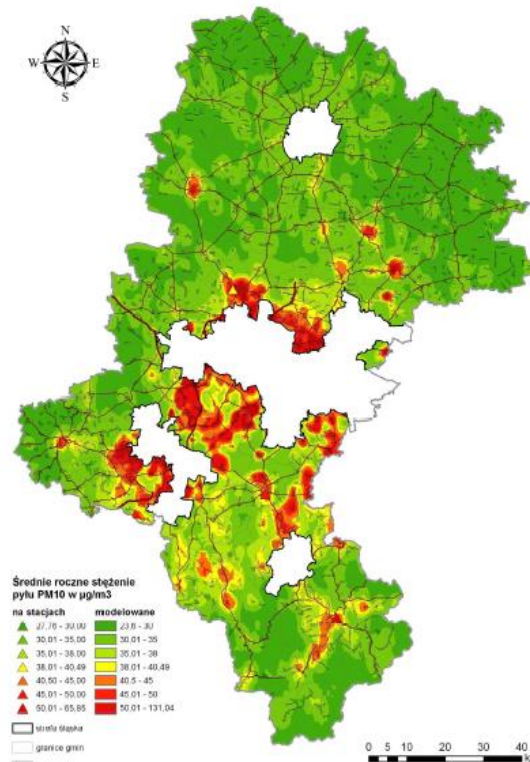 N
W E
S
Średnie roczne stężenie
pyłu PM10 w µg/m3
na stacjach modelowane
27,76 - 30,00 23,6 - 30
30,01 - 35,00 30,01 - 35
35,01 - 38,00 35,01 - 38
38,01 - 40,49 38,01 - 40,49
40,50 - 45,00 40,5 - 45
45,01 - 50,00 45,01 - 50
50,01 - 65,85 50,01 - 131,04
strefa śląska
granice gmin
0 5 10 20 30 40